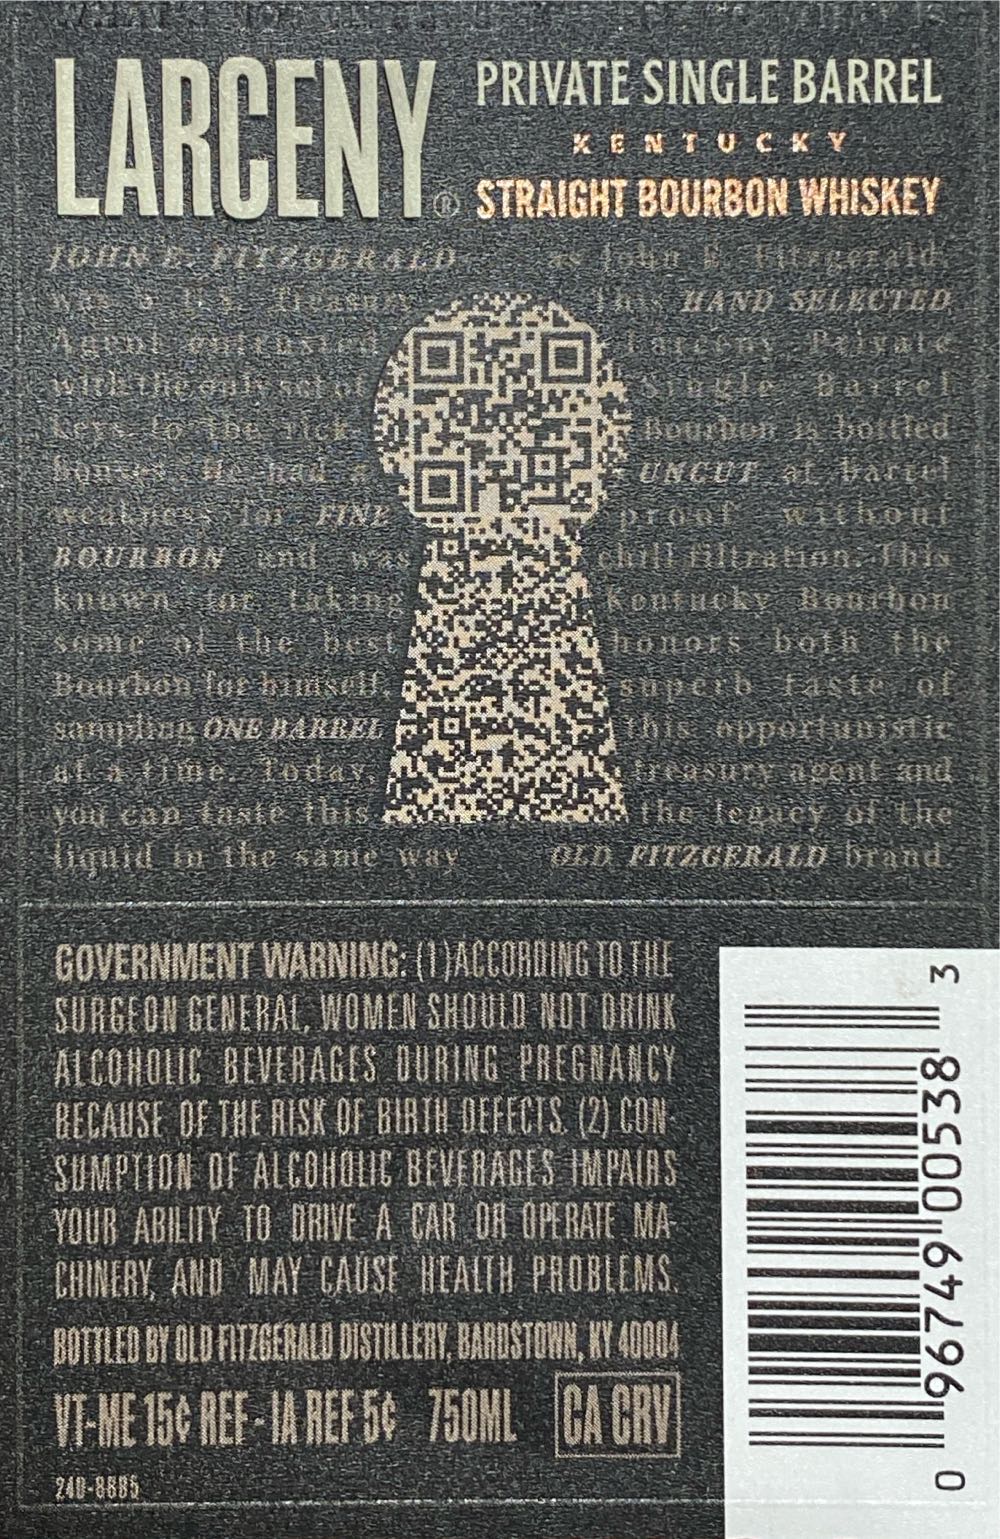 LARCENY®
PRIVATE SINGLE BARREL
KENTUCKY
STRAIGHT BOURBON WHISKEY
JOHN E. FITZGERALD
was a U.S. Treasury
Agent entrusted
with the only set of
keys to the rick
houses. He had a
weakness for FINE
BOURBON and was
known for taking
some of the best
Bourbon for himself,
sampling ONE BARREL
at a time. Today,
you can taste this
liquid in the same way
as John E. Fitzgerald.
This HAND SELECTED,
Larceny Private
Single Barrel
Bourbon is bottled
UNCUT at barrel
proof without
chill filtration. This
Kentucky Bourbon
honors both the
superb taste of
this opportunistic
treasury agent and
the legacy of the
OLD FITZGERALD brand.
GOVERNMENT WARNING: (1)ACCORDING TO THE
SURGEON GENERAL, WOMEN SHOULD NOT DRINK
ALCOHOLIC BEVERAGES DURING PREGNANCY
BECAUSE OF THE RISK OF BIRTH DEFECTS. (2) CON-
SUMPTION OF ALCOHOLIC BEVERAGES IMPAIRS
YOUR ABILITY TO DRIVE A CAR OR OPERATE MA-
CHINERY, AND MAY CAUSE HEALTH PROBLEMS.
BOTTLED BY OLD FITZGERALD DISTILLERY, BARDSTOWN, KY 40004
VT-ME 15¢ REF - IA REF 5¢ 750ML CA CRV
240-8685
0 96749 00538 3